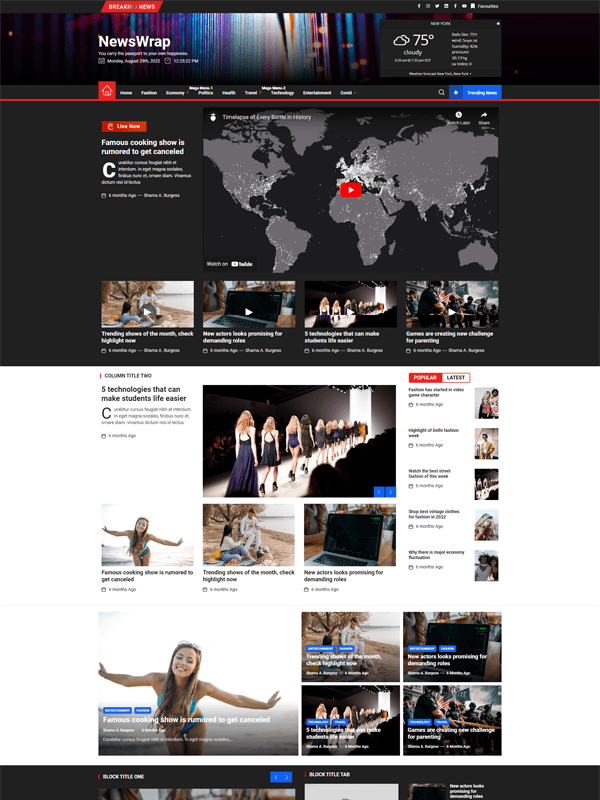 BREAKING NEWS
Favourites
NewsWrap
You carry the passport to your own happiness.
Monday, August 29th, 2022 12:23:22 PM
NEW YORK
75°
cloudy
feels like: 75°F
humidity: 82%
pressure:
uv index: 0
Weather forecast New York, New York
Mega Menu-1 Mega Menu-2
Home Fashion Economy Politics Health Travel Technology Entertainment Covid
Trending News
Live Now
Famous cooking show is
rumored to get canceled
Curabitur cursus feugiat nibh et
interdum. In eget magna sodales,
finibus nunc et, ornare diam. Vivamus
dictum nisi id lectus
6 months Ago — Shama A. Burgess
Timelapse of Every Battle in History
Watch Later Share
Watch on YouTube
Trending shows of the month, check
highlight now
6 months Ago — Shama A. Burgess
New actors looks promising for
demanding roles
6 months Ago — Shama A. Burgess
5 technologies that can make
students life easier
6 months Ago — Shama A. Burgess
Games are creating new challenge
for parenting
6 months Ago — Shama A. Burgess
COLUMN TITLE TWO
5 technologies that can
make students life easier
Curabitur cursus feugiat nibh et interdum.
In eget magna sodales, finibus nunc et,
ornare diam. Vivamus dictum nisi id lectus
6 months Ago
Famous cooking show is rumored to
get canceled
6 months Ago
Trending shows of the month, check
highlight now
6 months Ago
New actors looks promising for
demanding roles
6 months Ago
POPULAR LATEST
Fashion has started in video
game character
6 months Ago
Highlight of Delhi fashion
week
6 months Ago
Watch the best street
fashion of this week
6 months Ago
Shop best vintage clothes
for fashion in 2022
6 months Ago
Why there is major economy
fluctuation
6 months Ago
ENTERTAINMENT FASHION
Famous cooking show is rumored to get canceled
Shama A. Burgess 6 Months Ago
Curabitur cursus feugiat nibh et interdum. In eget magna sodales,...
ENTERTAINMENT FASHION
Trending shows of the month,
check highlight now
Shama A. Burgess — 6 Months Ago
ENTERTAINMENT FASHION
New actors looks promising for
demanding roles
Shama A. Burgess — 6 Months Ago
TECHNOLOGY TRAVEL
5 technologies that can make
students life easier
Shama A. Burgess — 6 Months Ago
TECHNOLOGY TRAVEL
Games are creating new challenge
for parenting
Shama A. Burgess — 6 Months Ago
BLOCK TITLE ONE
BLOCK TITLE TAB
New actors looks
promising for
demanding roles
6 months Ago